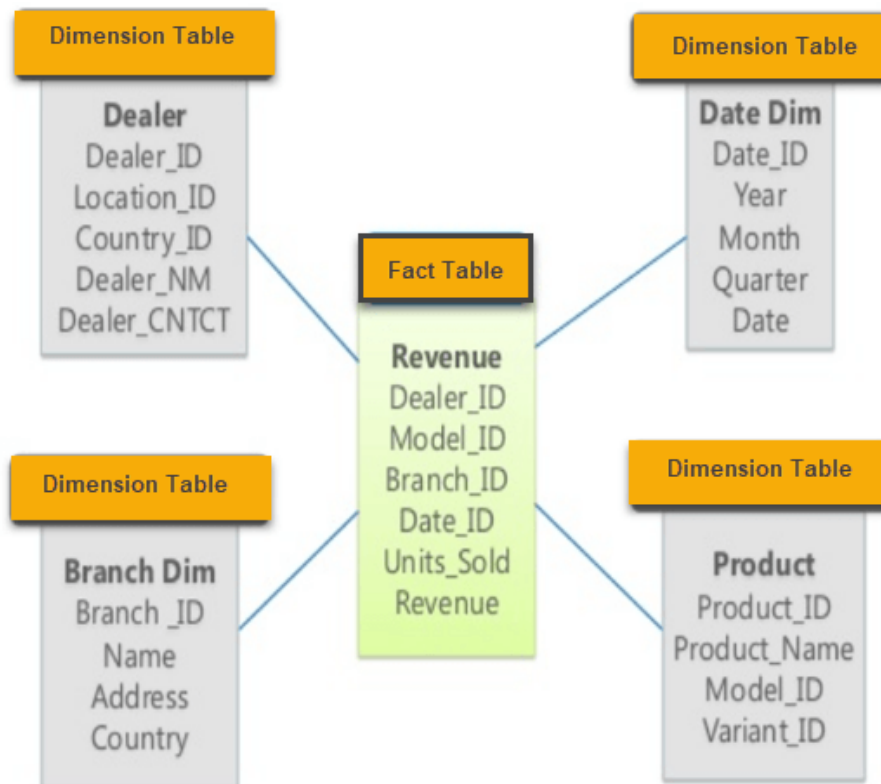 Dimension Table
Dealer
Dealer_ID
Location_ID
Country_ID
Dealer_NM
Dealer_CNTCT
Dimension Table
Date Dim
Date_ID
Year
Month
Quarter
Date
Fact Table
Revenue
Dealer_ID
Model_ID
Branch_ID
Date_ID
Units_Sold
Revenue
Dimension Table
Branch Dim
Branch _ID
Name
Address
Country
Dimension Table
Product
Product_ID
Product_Name
Model_ID
Variant_ID